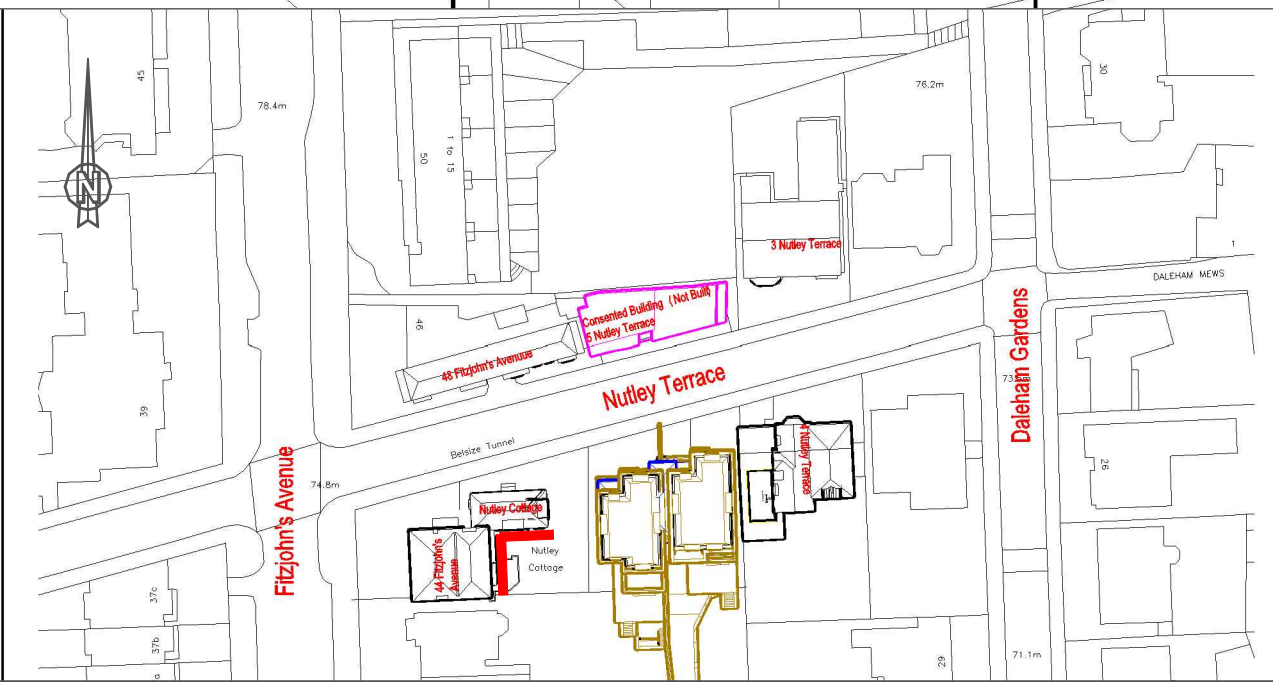 45
78.4m
50
1 to 15
76.2m
30
N
3 Nutley Terrace
1
DALEHAM MEWS
Consented Building (Not Built)
5 Nutley Terrace
46
48 Fitzjohn's Avenuue
Nutley Terrace
Daleham Gardens
39
Belsize Tunnel
4 Nutley Terrace
26
Fitzjohn's Avenue
74.8m
Nutley Cottage
44 Fitzjohn's
Avenue
Nutley
Cottage
37c
37b
29
71.1m